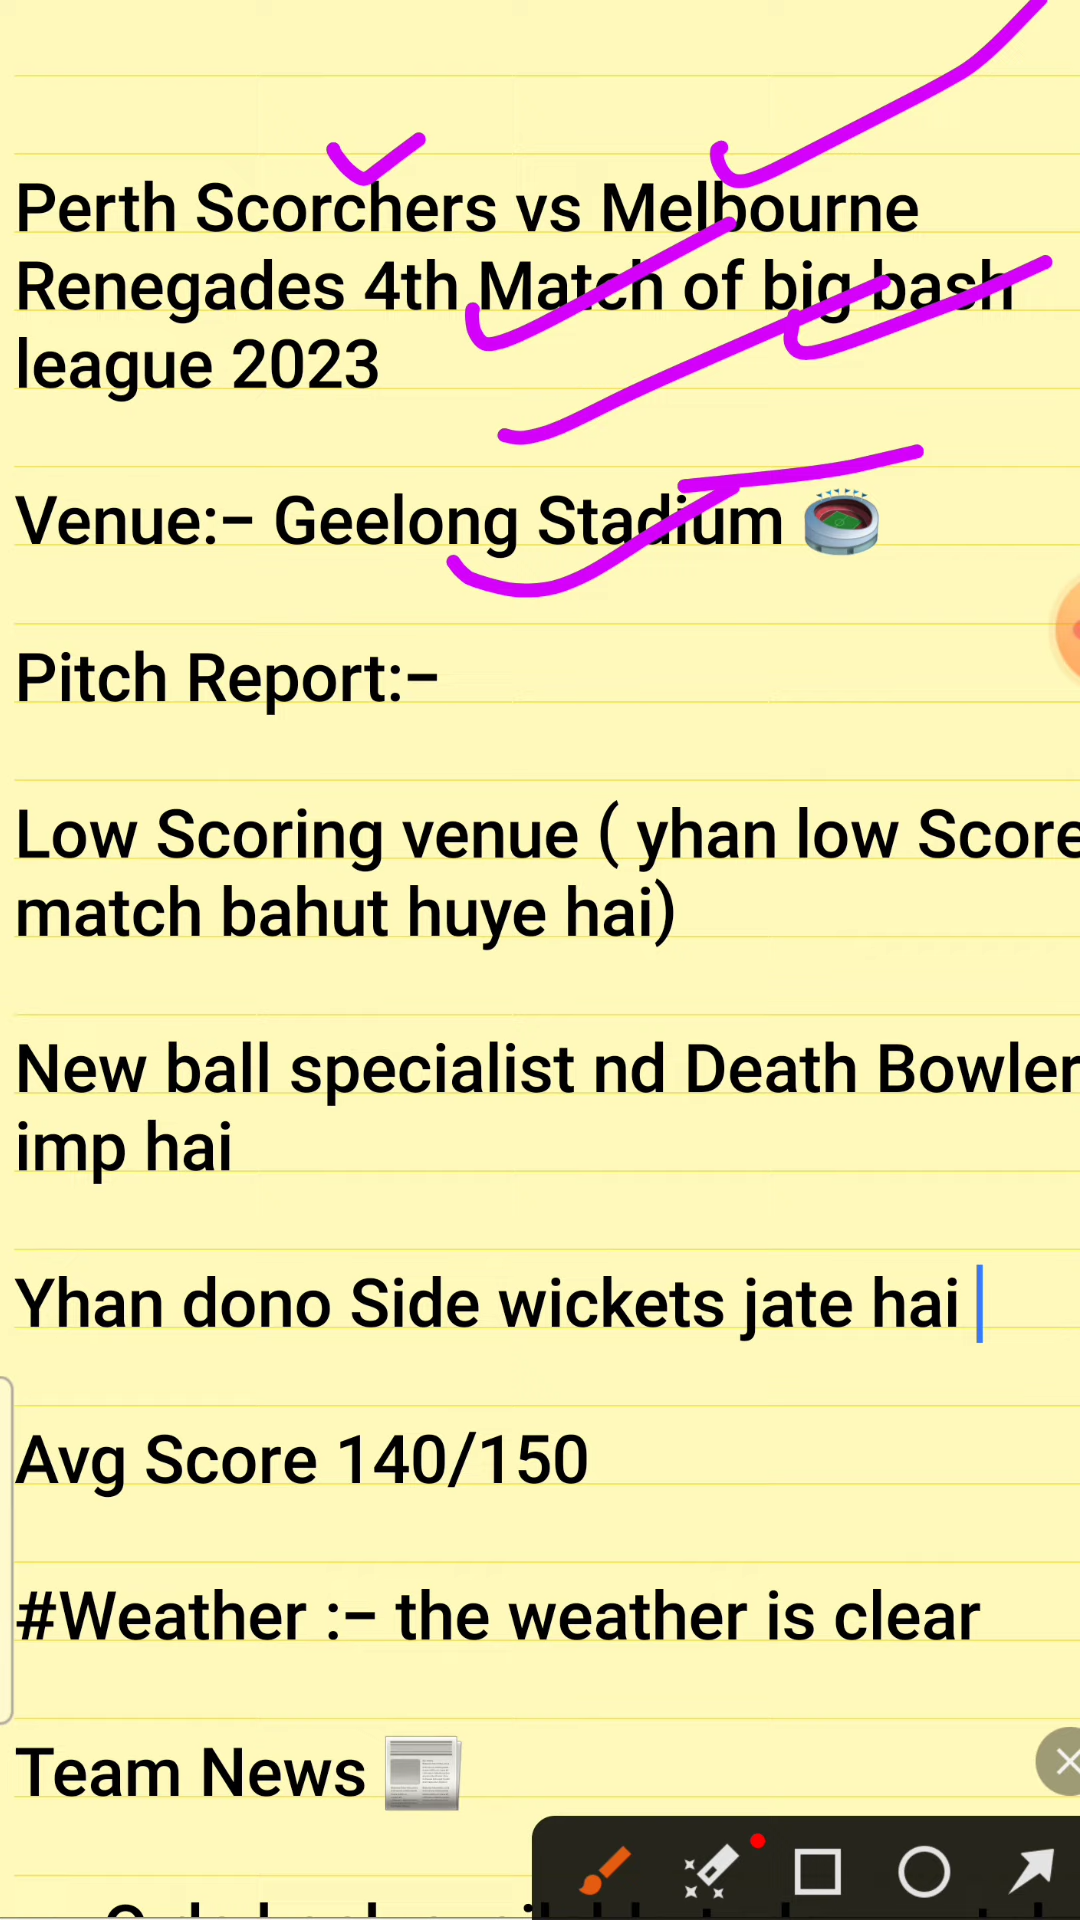 Perth Scorchers vs Melbourne
Renegades 4th Match of big bash
league 2023
Venue:– Geelong Stadium
Pitch Report:–
Low Scoring venue ( yhan low Score
match bahut huye hai)
New ball specialist nd Death Bowler
imp hai
Yhan dono Side wickets jate hai
Avg Score 140/150
#Weather :– the weather is clear
Team News